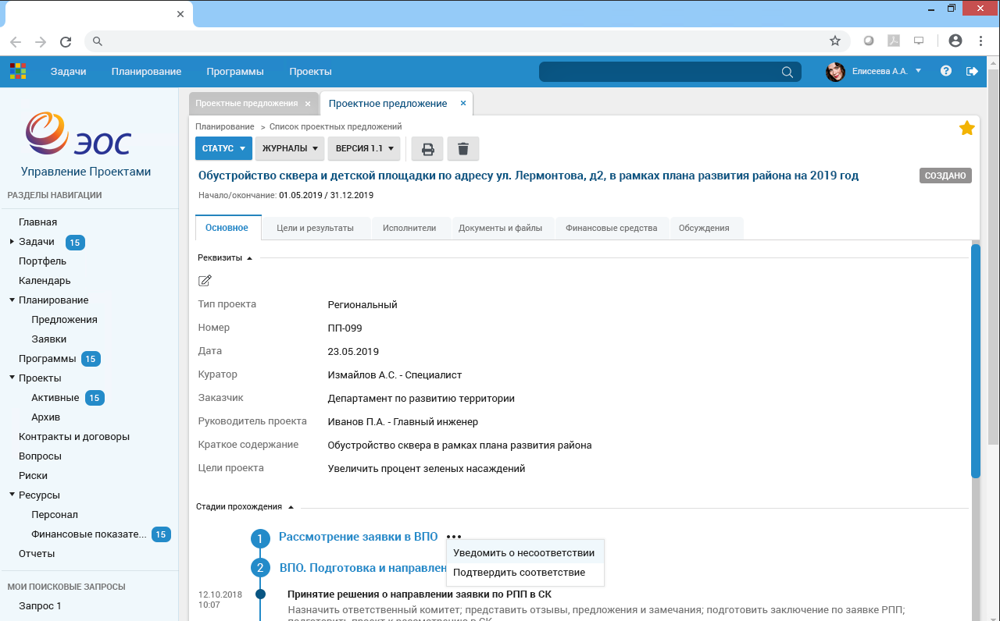 Задачи Планирование Программы Проекты Елисеева А.А.
ЭОС
Управление Проектами
РАЗДЕЛЫ НАВИГАЦИИ
Главная
Задачи 15
Портфель
Календарь
Планирование
Предложения
Заявки
Программы 15
Проекты
Активные 15
Архив
Контракты и договоры
Вопросы
Риски
Ресурсы
Персонал
Финансовые показате... 15
Отчеты
МОИ ПОИСКОВЫЕ ЗАПРОСЫ
Запрос 1
Проектные предложения × Проектное предложение ×
Планирование > Список проектных предложений
СТАТУС ЖУРНАЛЫ ВЕРСИЯ 1.1
Обустройство сквера и детской площадки по адресу ул. Лермонтова, д2, в рамках плана развития района на 2019 год СОЗДАНО
Начало/окончание: 01.05.2019 / 31.12.2019
Основное Цели и результаты Исполнители Документы и файлы Финансовые средства Обсуждения
Реквизиты
Тип проекта Региональный
Номер ПП-099
Дата 23.05.2019
Куратор Измайлов А.С. - Специалист
Заказчик Департамент по развитию территории
Руководитель проекта Иванов П.А. - Главный инженер
Краткое содержание Обустройство сквера в рамках плана развития района
Цели проекта Увеличить процент зеленых насаждений
Стадии прохождения
1 Рассмотрение заявки в ВПО •••
Уведомить о несоответствии
2 ВПО. Подготовка и направлен
Подтвердить соответствие
12.10.2018 Принятие решения о направлении заявки по РПП в СК
10:07 Назначить ответственный комитет; представить отзывы, предложения и замечания; подготовить заключение по заявке РПП;
подготовить проект к рассмотрению в СК